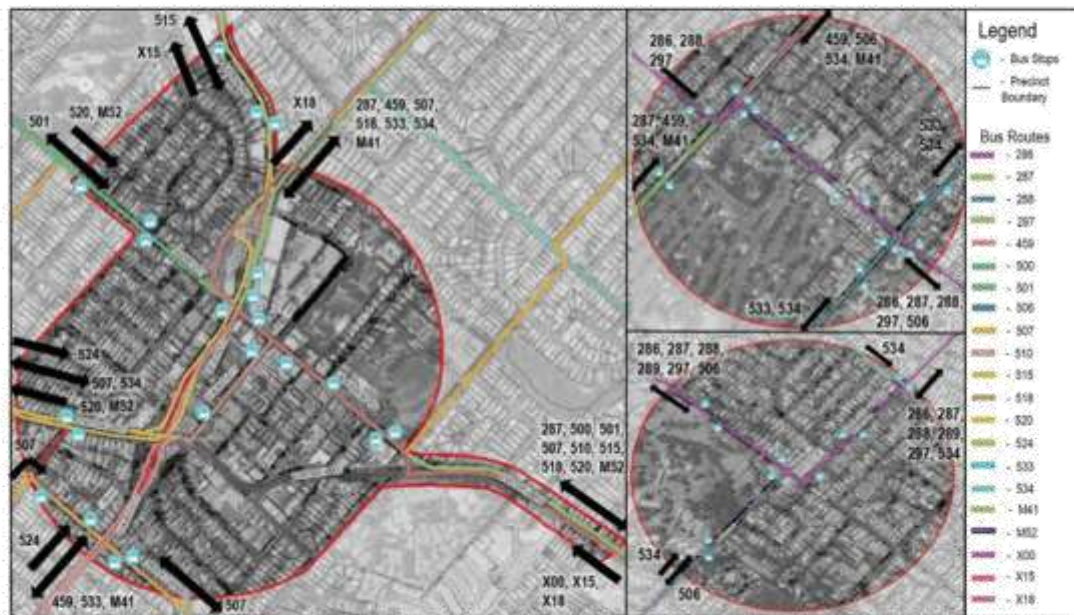 515
X15
520, M52
501
X18
287, 459, 507,
518, 533, 534,
M41
524
507, 534
520, M52
507
524
459, 533, M41
507
287, 500, 501,
507, 510, 515,
518, 520, M52
X00, X15,
X18
286, 288,
297
459, 506,
534, M41
287, 459,
534, M41
533,
534
533, 534
286, 287, 288,
297, 506
286, 287, 288,
289, 297, 506
534
286, 287,
288, 289,
297, 534
534
506
Legend
- Bus Stops
- Precinct
Boundary
Bus Routes
- 286
- 287
- 288
- 297
- 459
- 500
- 501
- 506
- 507
- 510
- 515
- 518
- 520
- 524
- 533
- 534
- M41
- M52
- X00
- X15
- X18